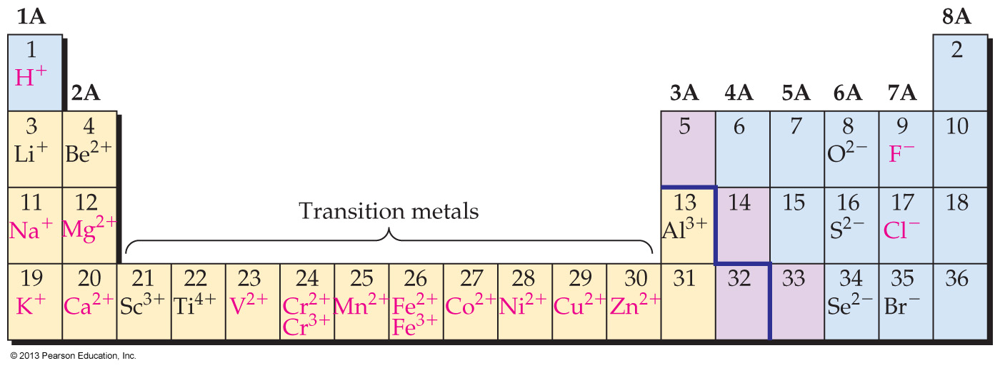 1A 8A
1 2
H⁺
2A 3A 4A 5A 6A 7A
3 4 5 6 7 8 9 10
Li⁺ Be²⁺ O²⁻ F⁻
11 12 13 14 15 16 17 18
Na⁺ Mg²⁺ Transition metals Al³⁺ S²⁻ Cl⁻
19 20 21 22 23 24 25 26 27 28 29 30 31 32 33 34 35 36
K⁺ Ca²⁺ Sc³⁺ Ti⁴⁺ V²⁺ Cr²⁺ Mn²⁺ Fe²⁺ Co²⁺ Ni²⁺ Cu²⁺ Zn²⁺ Se²⁻ Br⁻
Cr³⁺ Fe³⁺
© 2013 Pearson Education, Inc.